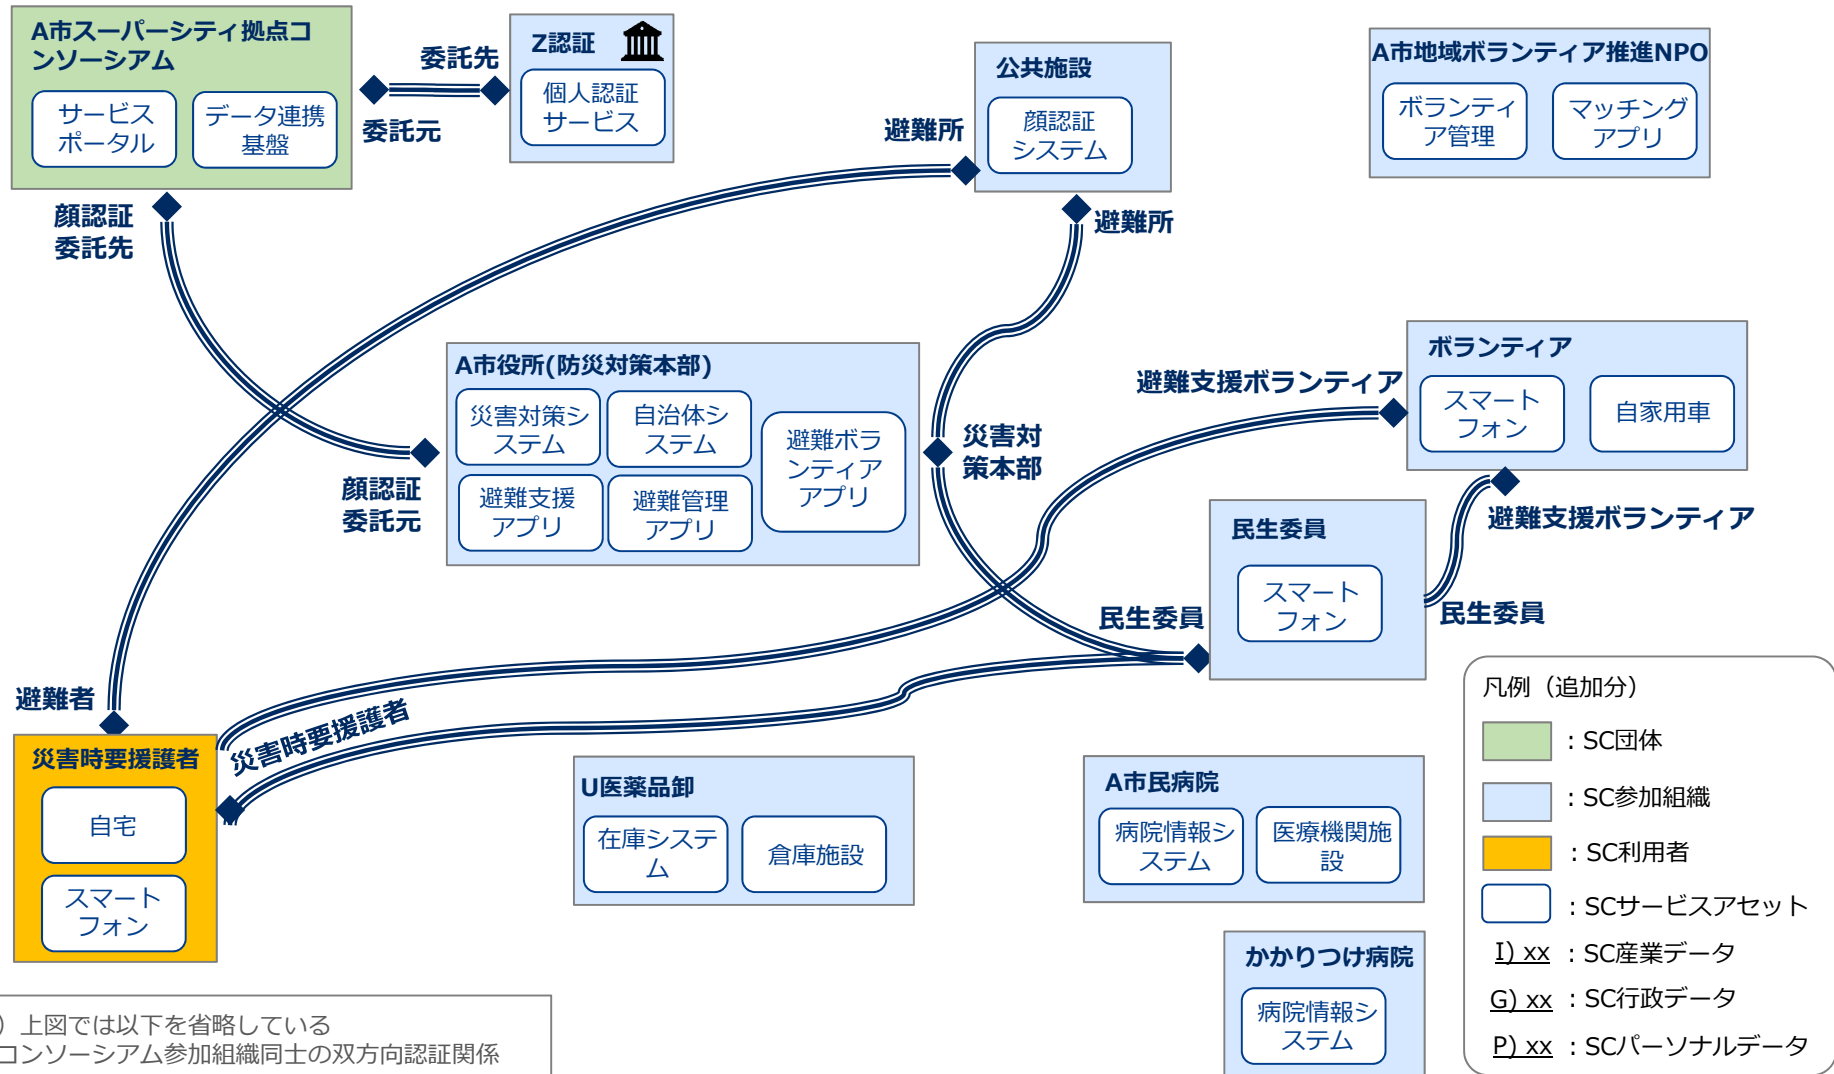 A市スーパーシティ拠点コ
ンソーシアム
サービス
ポータル
データ連携
基盤
委託先
委託元
Z認証
個人認証
サービス
公共施設
顔認証
システム
避難所
避難所
A市地域ボランティア推進NPO
ボランティ
ア管理
マッチング
アプリ
顔認証
委託先
A市役所(防災対策本部)
災害対策シ
ステム
自治体シ
ステム
避難ボラ
ンティア
アプリ
避難支援
アプリ
避難管理
アプリ
顔認証
委託元
災害対
策本部
避難支援ボランティア
ボランティア
スマート
フォン
自家用車
避難支援ボランティア
民生委員
スマート
フォン
民生委員
民生委員
避難者
災害時要援護者
災害時要援護者
自宅
スマート
フォン
U医薬品卸
在庫システ
ム
倉庫施設
A市民病院
病院情報シ
ステム
医療機関施
設
かかりつけ病院
病院情報シ
ステム
凡例（追加分）
：SC団体
：SC参加組織
：SC利用者
：SCサービスアセット
I) xx ：SC産業データ
G) xx ：SC行政データ
P) xx ：SCパーソナルデータ
）上図では以下を省略している
コンソーシアム参加組織同士の双方向認証関係